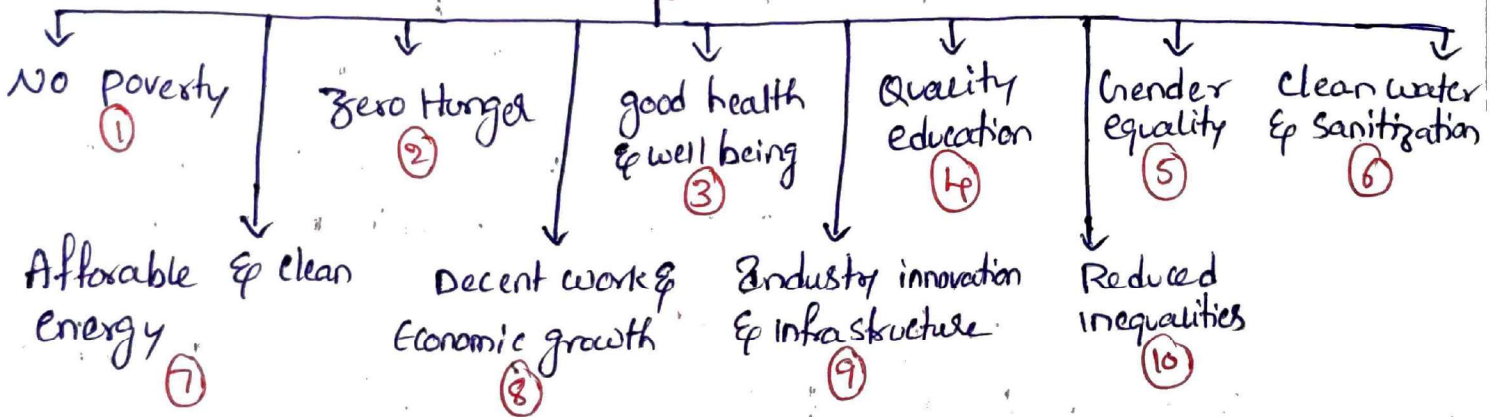 No poverty
①
Zero Hunger
②
good health
& well being
③
Quality
education
④
Gender
equality
⑤
clean water
& Sanitization
⑥
Afforable & clean
energy
⑦
Decent work &
Economic growth
⑧
Industry innovation
& infrastructure
⑨
Reduced
inequalities
⑩